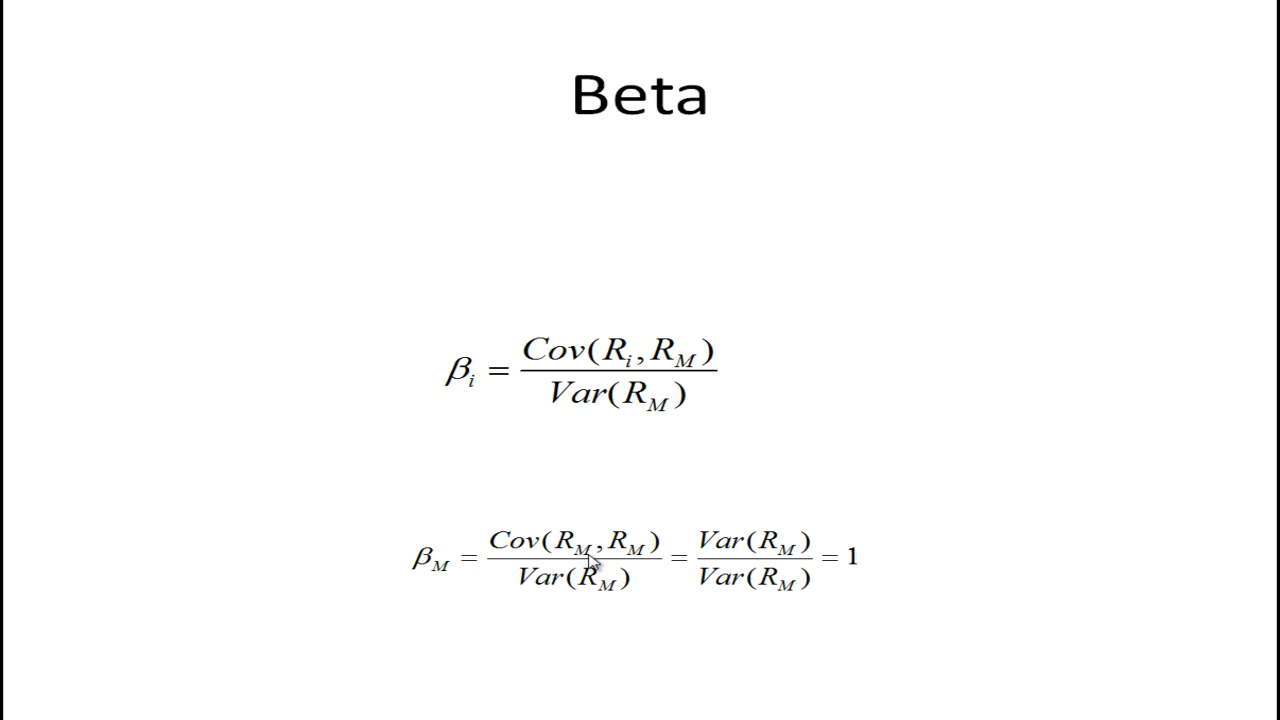 Beta
β_i = Cov(R_i, R_M) / Var(R_M)
β_M = Cov(R_M, R_M) / Var(R_M) = Var(R_M) / Var(R_M) = 1